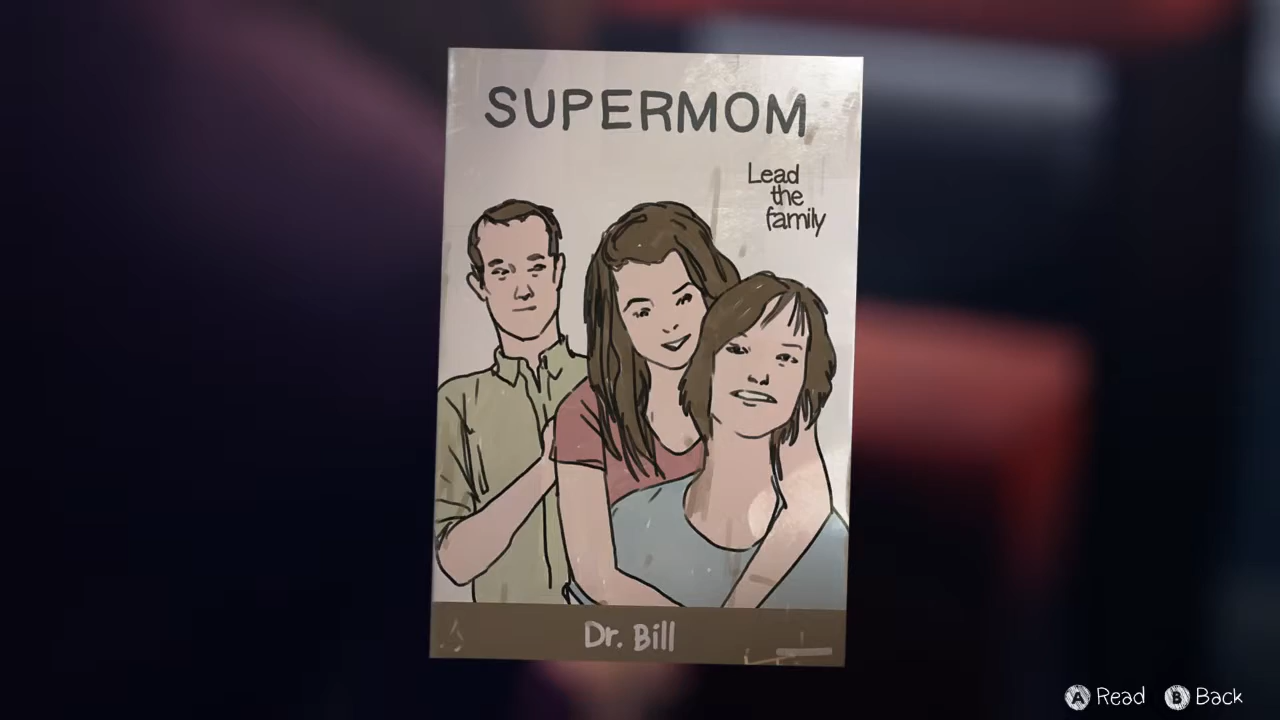 SUPERMOM
Lead
the
family
Dr. Bill
A Read B Back